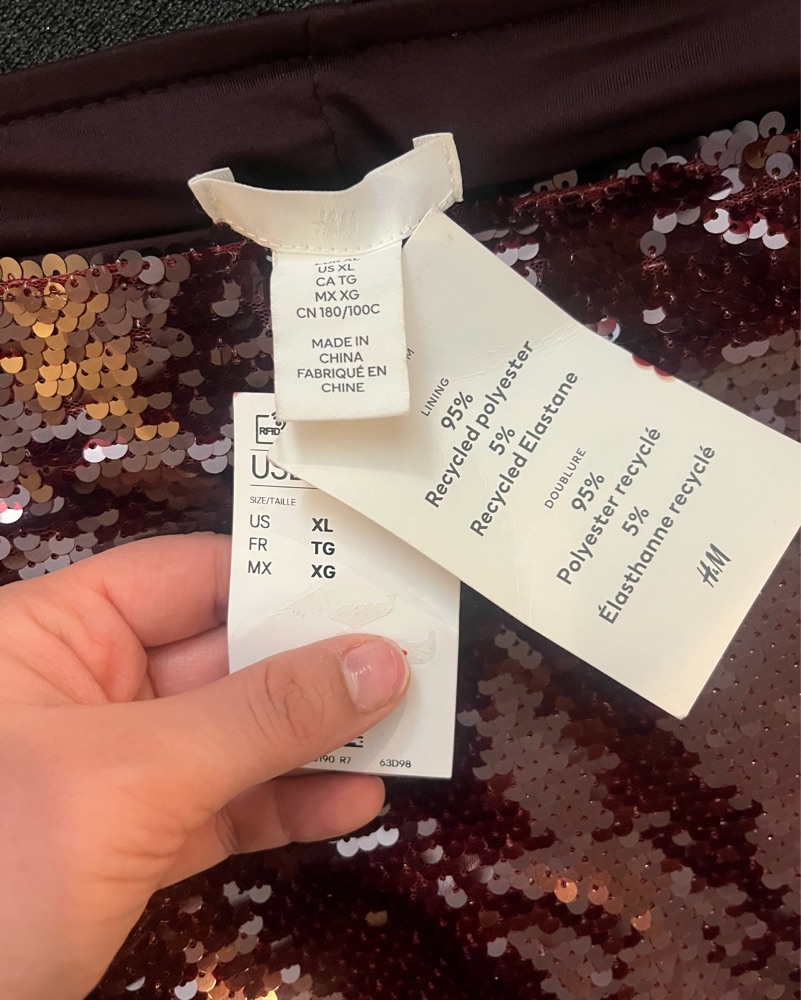 H&M
US XL
CA TG
MX XG
CN 180/100C
MADE IN
CHINA
FABRIQUÉ EN
CHINE
LINING
95%
Recycled polyester
5%
Recycled Elastane
DOUBLURE
95%
Polyester recyclé
5%
Élasthanne recyclé
H&M
RFID
SIZE/TAILLE
US XL
FR TG
MX XG
R7 63D98